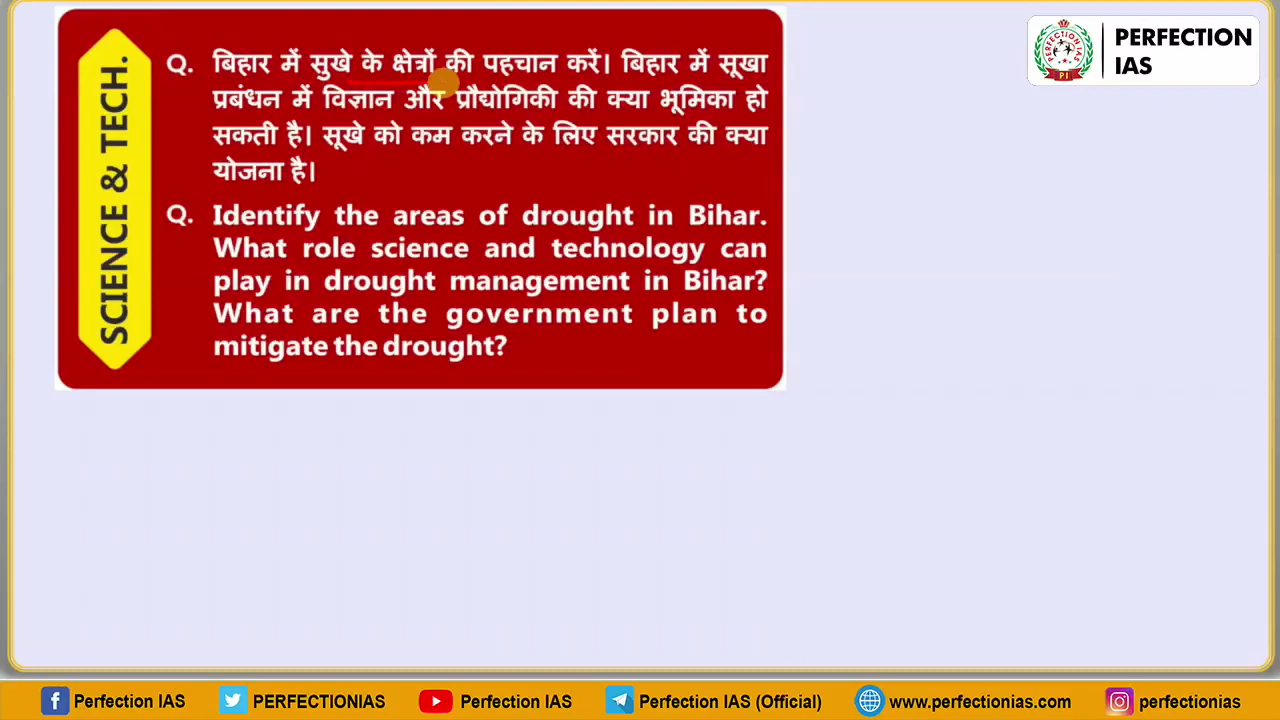 PERFECTION
IAS
SCIENCE & TECH.
Q. बिहार में सुखे के क्षेत्रों की पहचान करें। बिहार में सूखा
प्रबंधन में विज्ञान और प्रौद्योगिकी की क्या भूमिका हो
सकती है। सूखे को कम करने के लिए सरकार की क्या
योजना है।
Q. Identify the areas of drought in Bihar.
What role science and technology can
play in drought management in Bihar?
What are the government plan to
mitigate the drought?
Perfection IAS PERFECTIONIAS Perfection IAS Perfection IAS (Official) www.perfectionias.com perfectionias